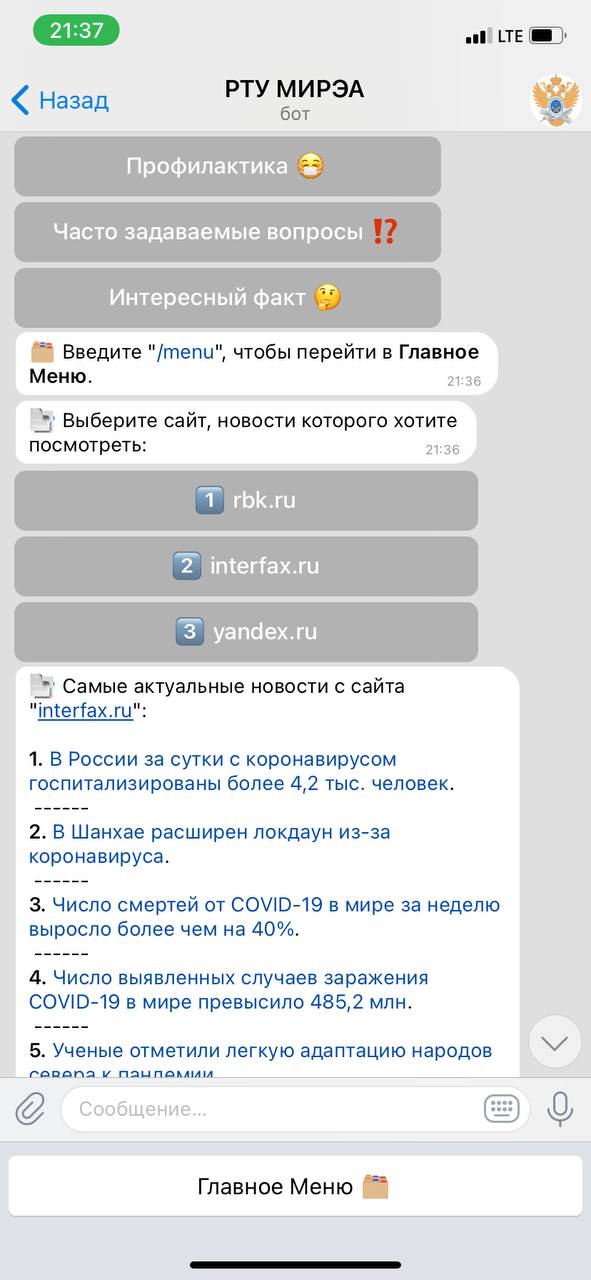 21:37
LTE
Назад
РТУ МИРЭА
бот
Профилактика 😷
Часто задаваемые вопросы ⁉️
Интересный факт 🤔
🗂 Введите "/menu", чтобы перейти в Главное
Меню.
21:36
📑 Выберите сайт, новости которого хотите
посмотреть:
21:36
1️⃣ rbk.ru
2️⃣ interfax.ru
3️⃣ yandex.ru
📑 Самые актуальные новости с сайта
"interfax.ru":
1. В России за сутки с коронавирусом
госпитализированы более 4,2 тыс. человек.
------
2. В Шанхае расширен локдаун из-за
коронавируса.
------
3. Число смертей от COVID-19 в мире за неделю
выросло более чем на 40%.
------
4. Число выявленных случаев заражения
COVID-19 в мире превысило 485,2 млн.
------
5. Ученые отметили легкую адаптацию народов
севера к пандемии
Сообщение...
Главное Меню 🗂